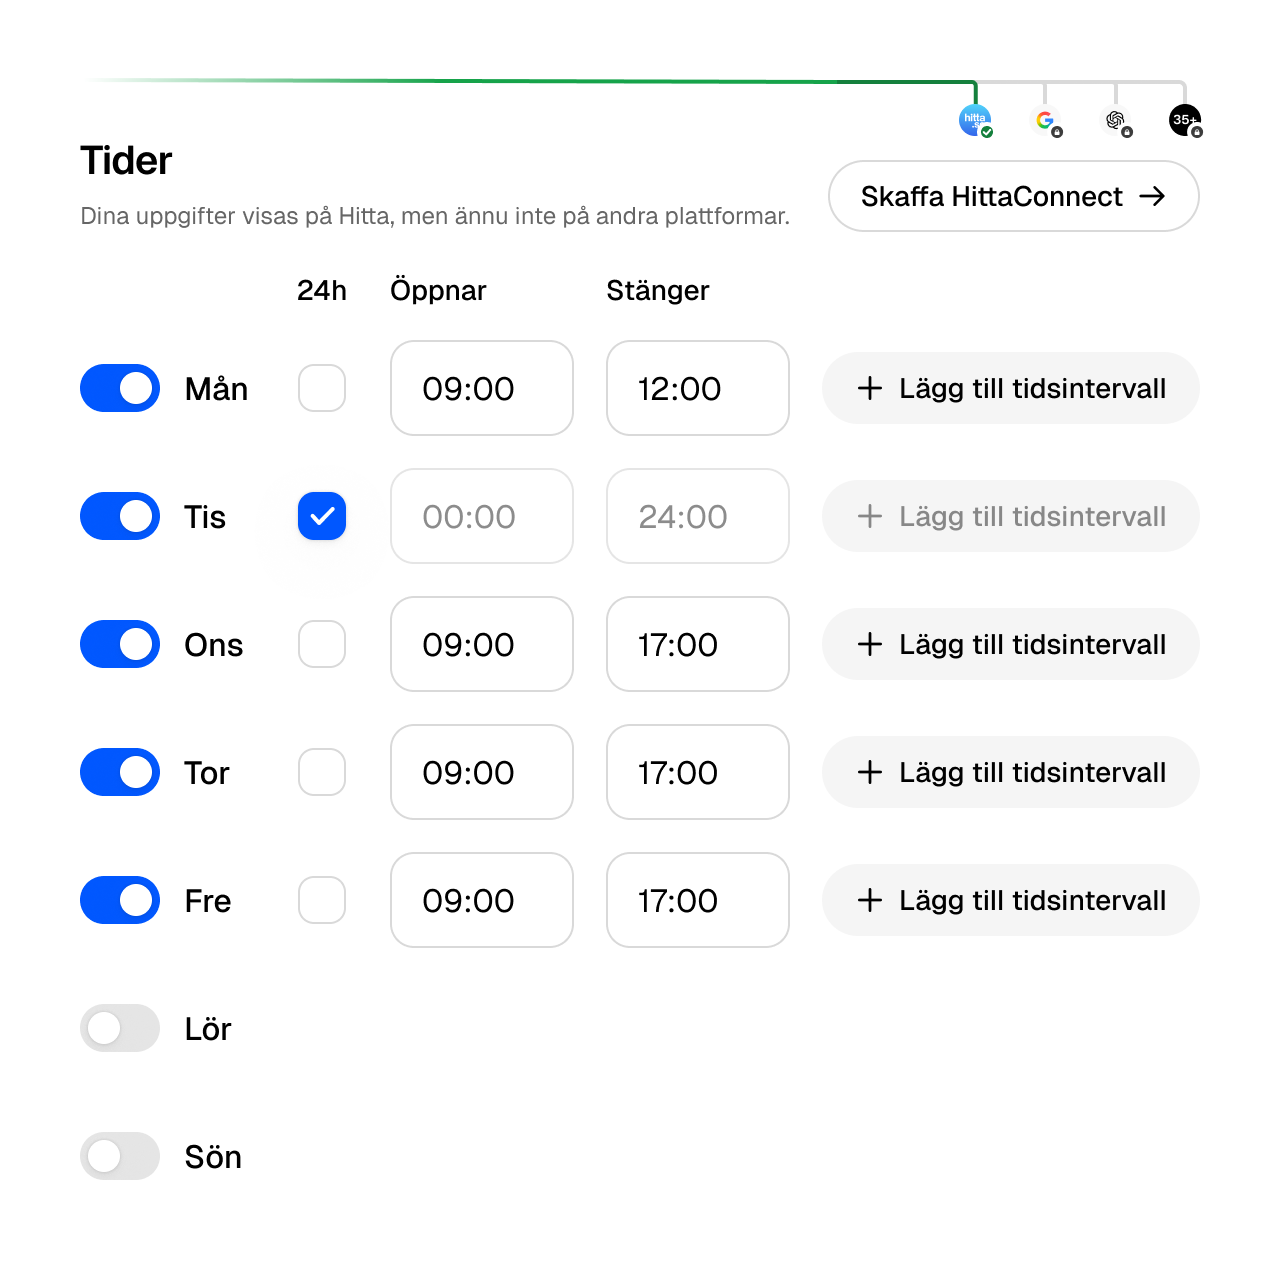 hitta
.se
35+
Tider
Dina uppgifter visas på Hitta, men ännu inte på andra plattformar.
Skaffa HittaConnect
24h Öppnar Stänger
Mån 09:00 12:00 Lägg till tidsintervall
Tis 00:00 24:00 Lägg till tidsintervall
Ons 09:00 17:00 Lägg till tidsintervall
Tor 09:00 17:00 Lägg till tidsintervall
Fre 09:00 17:00 Lägg till tidsintervall
Lör
Sön